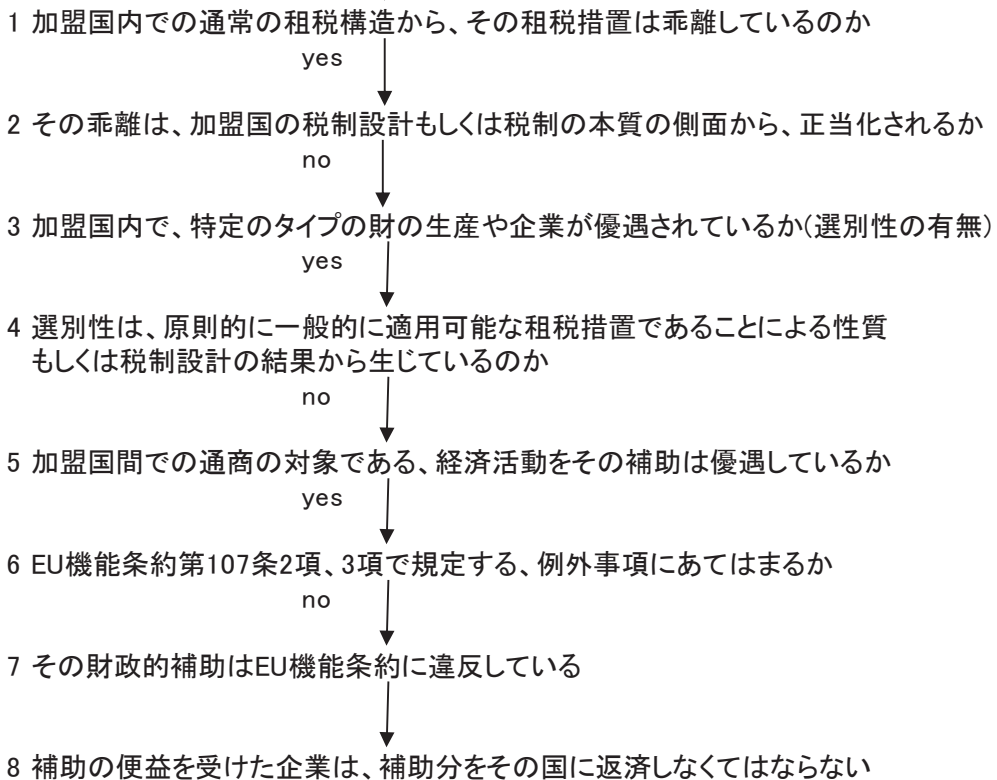 1 加盟国内での通常の租税構造から、その租税措置は乖離しているのか
yes
2 その乖離は、加盟国の税制設計もしくは税制の本質の側面から、正当化されるか
no
3 加盟国内で、特定のタイプの財の生産や企業が優遇されているか(選別性の有無)
yes
4 選別性は、原則的に一般的に適用可能な租税措置であることによる性質
もしくは税制設計の結果から生じているのか
no
5 加盟国間での通商の対象である、経済活動をその補助は優遇しているか
yes
6 EU機能条約第107条2項、3項で規定する、例外事項にあてはまるか
no
7 その財政的補助はEU機能条約に違反している
8 補助の便益を受けた企業は、補助分をその国に返済しなくてはならない